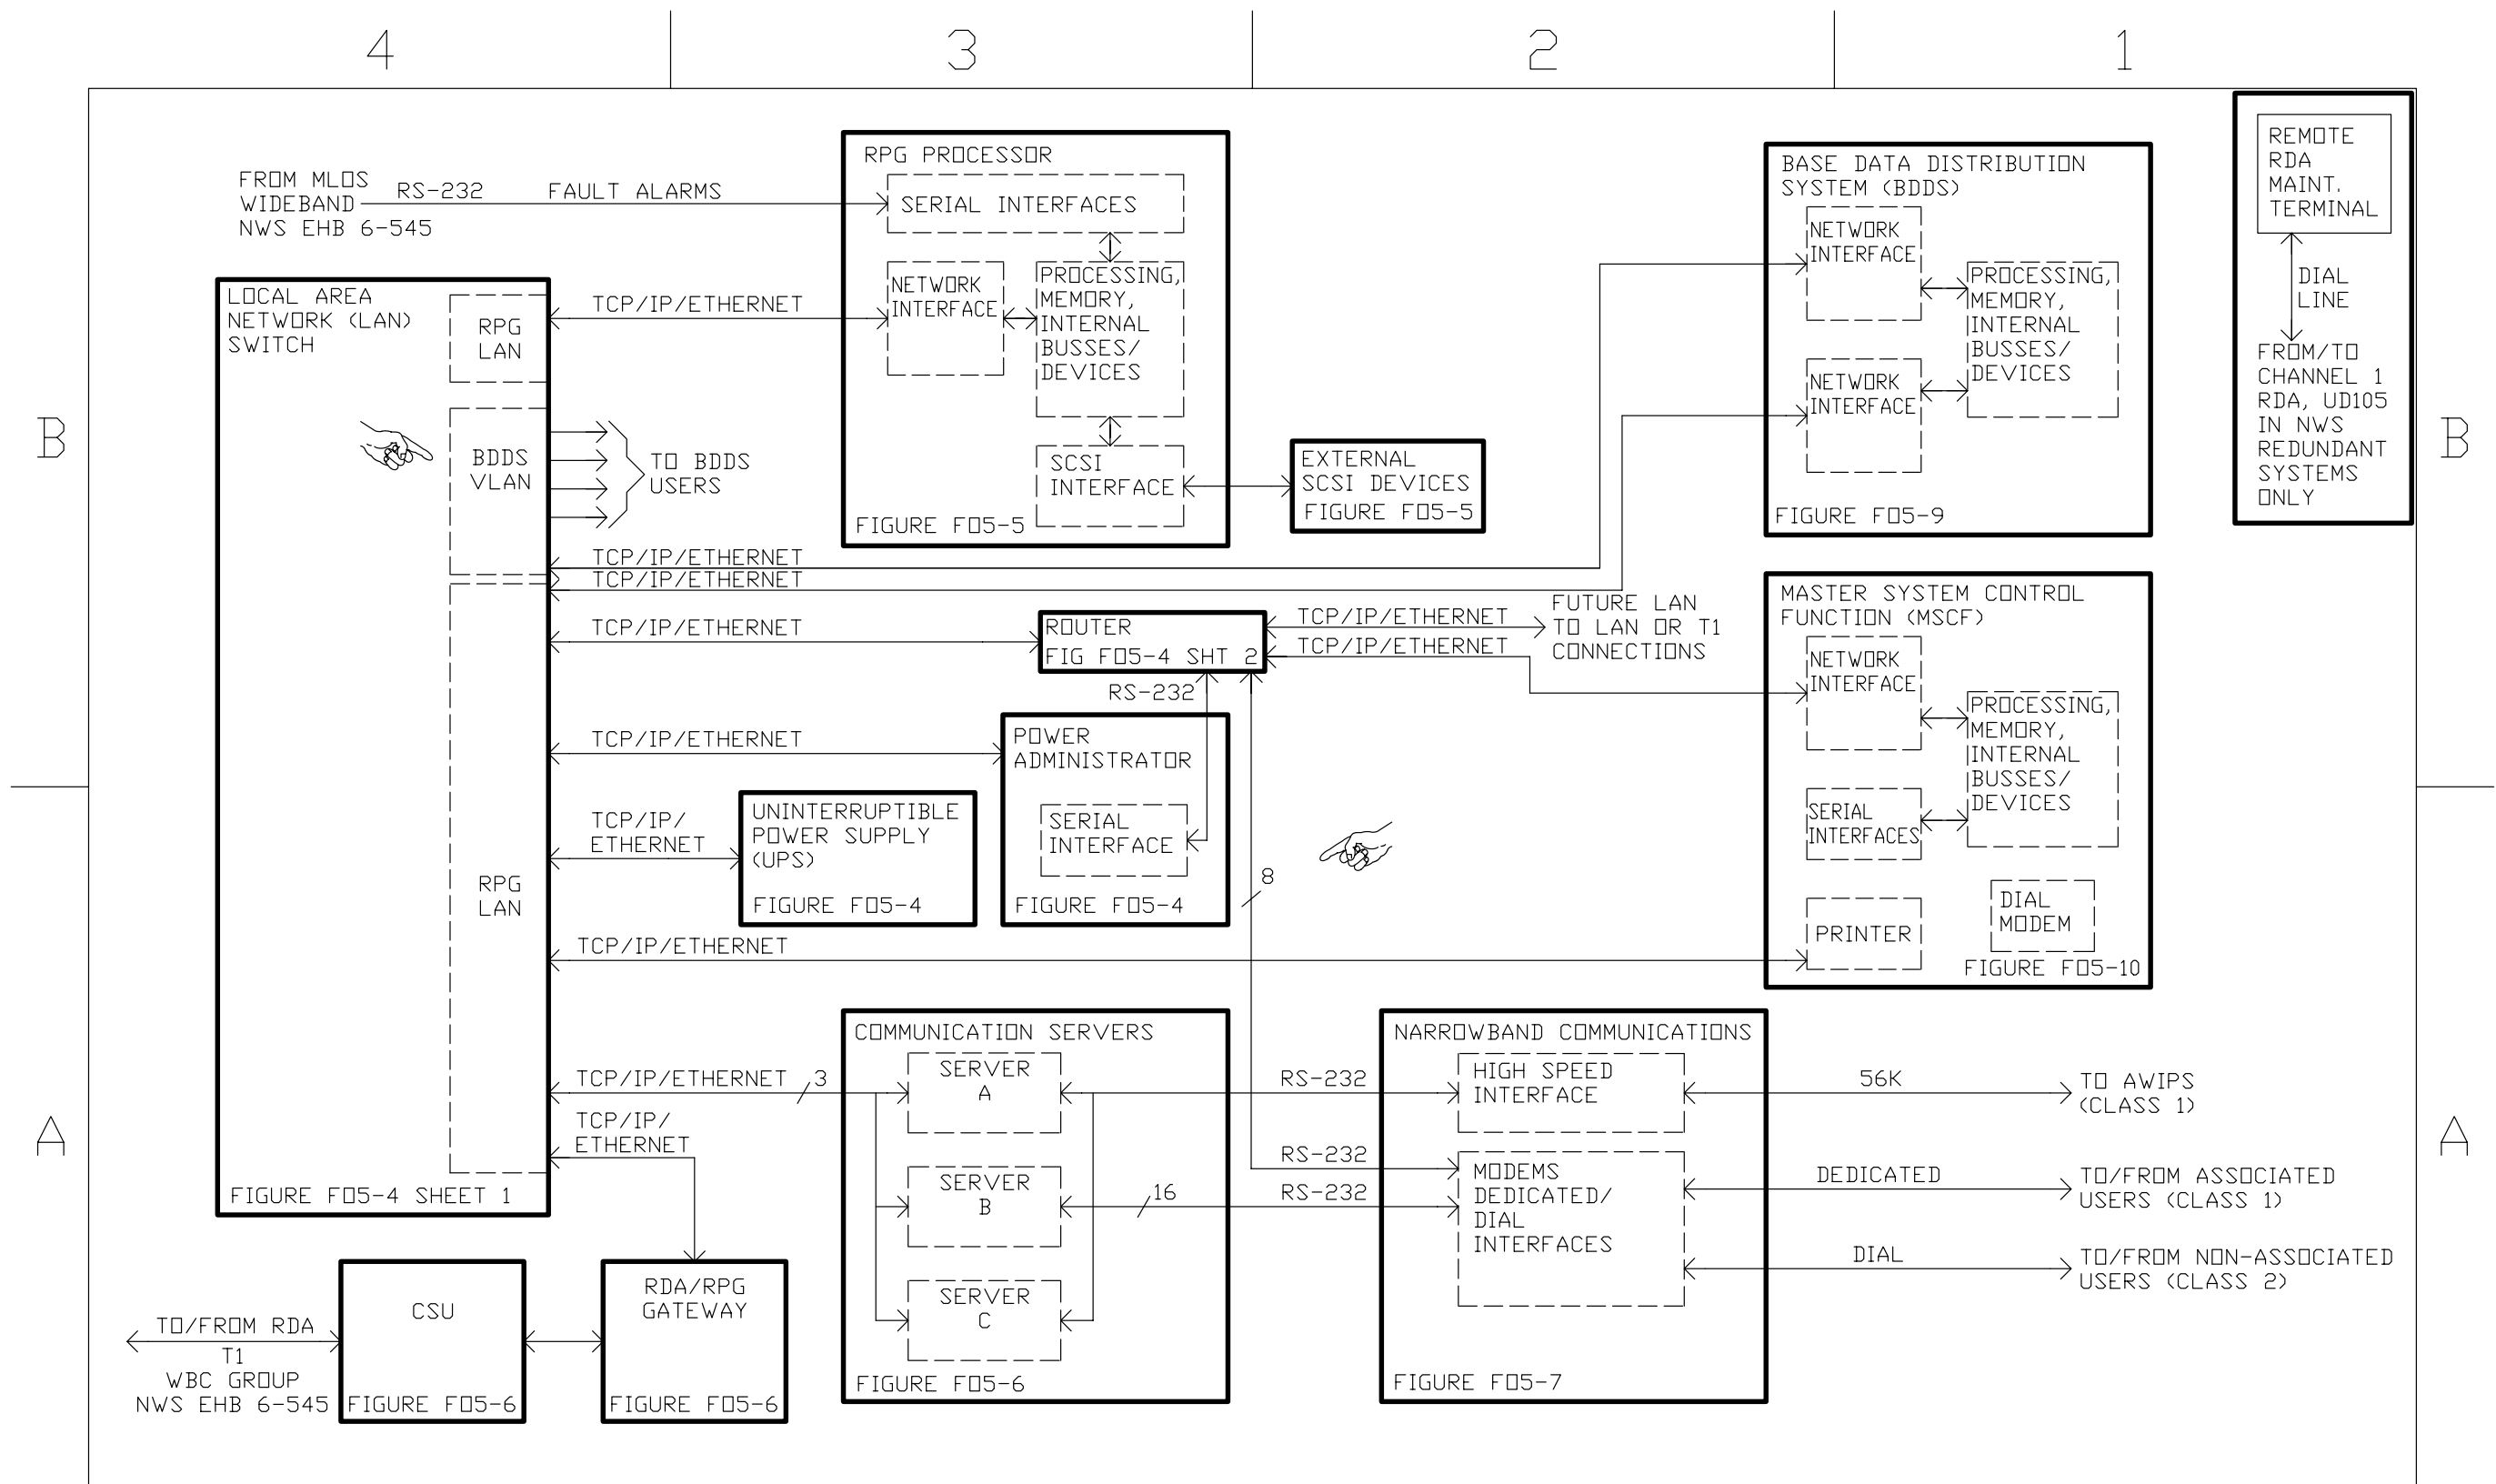 4
3
2
1
B
B
A
A
FROM MLOS
WIDEBAND
NWS EHB 6-545
RS-232
FAULT ALARMS
LOCAL AREA
NETWORK (LAN)
SWITCH
RPG
LAN
BDDS
VLAN
RPG
LAN
FIGURE FO5-4 SHEET 1
TO BDDS
USERS
TCP/IP/ETHERNET
TCP/IP/ETHERNET
TCP/IP/ETHERNET
TCP/IP/ETHERNET
TCP/IP/ETHERNET
TCP/IP/
ETHERNET
TCP/IP/ETHERNET
TCP/IP/ETHERNET
3
TCP/IP/
ETHERNET
RPG PROCESSOR
SERIAL INTERFACES
NETWORK
INTERFACE
PROCESSING,
MEMORY,
INTERNAL
BUSSES/
DEVICES
SCSI
INTERFACE
FIGURE FO5-5
EXTERNAL
SCSI DEVICES
FIGURE FO5-5
ROUTER
FIG FO5-4 SHT 2
TCP/IP/ETHERNET
TCP/IP/ETHERNET
FUTURE LAN
TO LAN OR T1
CONNECTIONS
RS-232
POWER
ADMINISTRATOR
SERIAL
INTERFACE
FIGURE FO5-4
UNINTERRUPTIBLE
POWER SUPPLY
(UPS)
FIGURE FO5-4
8
BASE DATA DISTRIBUTION
SYSTEM (BDDS)
NETWORK
INTERFACE
NETWORK
INTERFACE
PROCESSING,
MEMORY,
INTERNAL
BUSSES/
DEVICES
FIGURE FO5-9
REMOTE
RDA
MAINT.
TERMINAL
DIAL
LINE
FROM/TO
CHANNEL 1
RDA, UD105
IN NWS
REDUNDANT
SYSTEMS
ONLY
MASTER SYSTEM CONTROL
FUNCTION (MSCF)
NETWORK
INTERFACE
PROCESSING,
MEMORY,
INTERNAL
BUSSES/
DEVICES
SERIAL
INTERFACES
PRINTER
DIAL
MODEM
FIGURE FO5-10
COMMUNICATION SERVERS
SERVER
A
SERVER
B
SERVER
C
FIGURE FO5-6
16
RS-232
RS-232
RS-232
NARROWBAND COMMUNICATIONS
HIGH SPEED
INTERFACE
MODEMS
DEDICATED/
DIAL
INTERFACES
FIGURE FO5-7
56K
TO AWIPS
(CLASS 1)
DEDICATED
TO/FROM ASSOCIATED
USERS (CLASS 1)
DIAL
TO/FROM NON-ASSOCIATED
USERS (CLASS 2)
TO/FROM RDA
T1
WBC GROUP
NWS EHB 6-545
CSU
FIGURE FO5-6
RDA/RPG
GATEWAY
FIGURE FO5-6